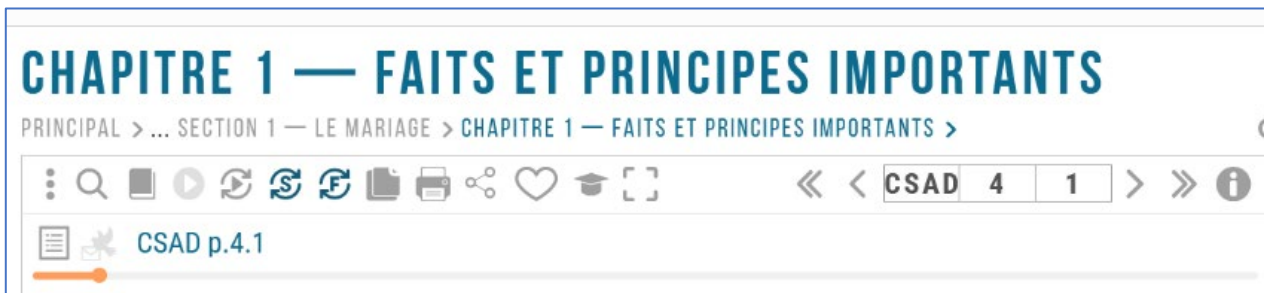 CHAPITRE 1 — FAITS ET PRINCIPES IMPORTANTS
PRINCIPAL > ... SECTION 1 — LE MARIAGE > CHAPITRE 1 — FAITS ET PRINCIPES IMPORTANTS >
S F CSAD 4 1
CSAD p.4.1